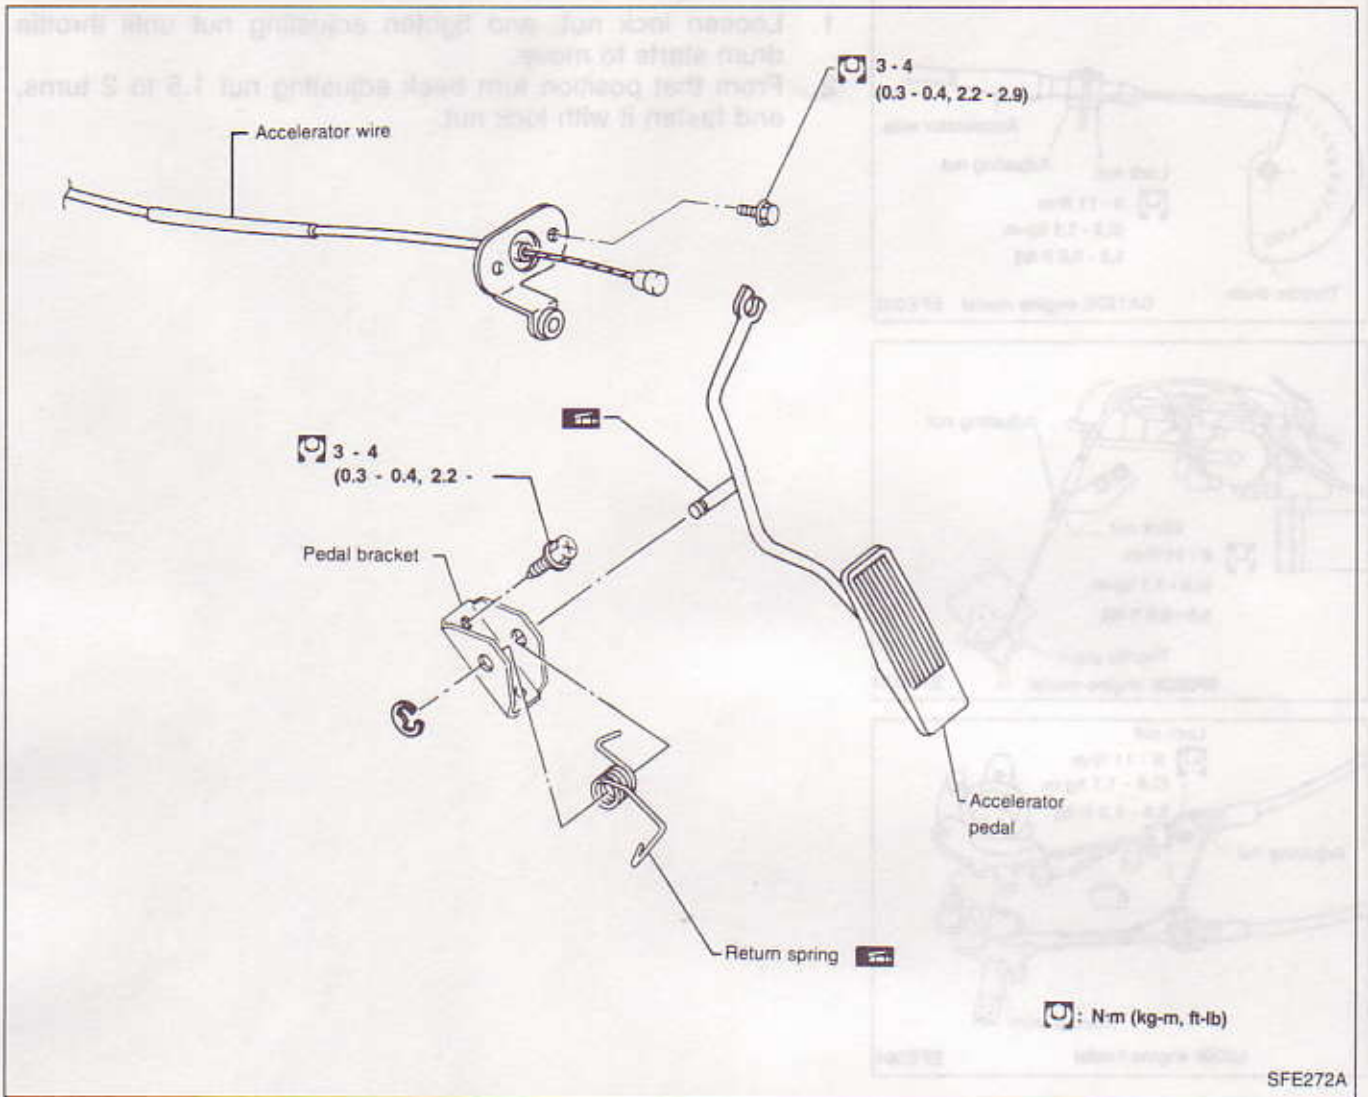 3 - 4
(0.3 - 0.4, 2.2 - 2.9)
Accelerator wire
3 - 4
(0.3 - 0.4, 2.2 -
Pedal bracket
Accelerator
pedal
Return spring
: N·m (kg-m, ft-lb)
SFE272A